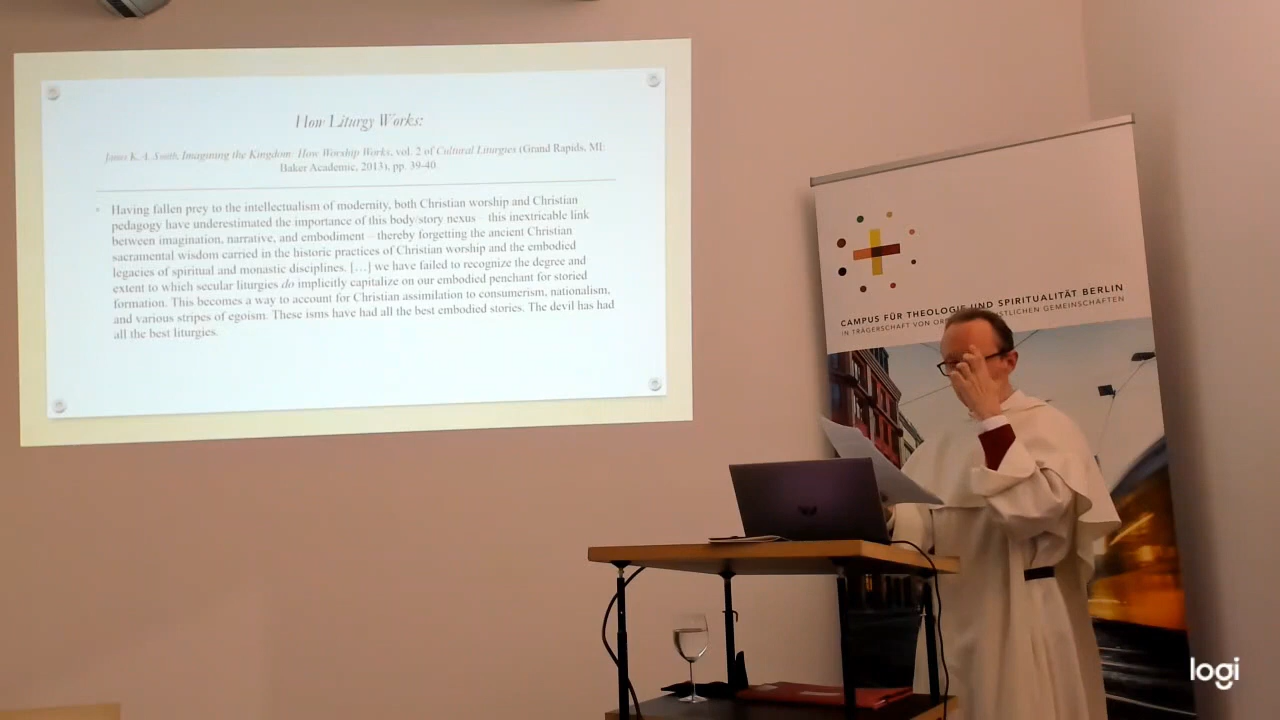 How Liturgy Works:
James K.A. Smith, Imagining the Kingdom: How Worship Works, vol. 2 of Cultural Liturgies (Grand Rapids, MI:
Baker Academic, 2013), pp. 39-40.
Having fallen prey to the intellectualism of modernity, both Christian worship and Christian
pedagogy have underestimated the importance of this body/story nexus – this inextricable link
between imagination, narrative, and embodiment – thereby forgetting the ancient Christian
sacramental wisdom carried in the historic practices of Christian worship and the embodied
legacies of spiritual and monastic disciplines. […] we have failed to recognize the degree and
extent to which secular liturgies do implicitly capitalize on our embodied penchant for storied
formation. This becomes a way to account for Christian assimilation to consumerism, nationalism,
and various stripes of egoism. These isms have had all the best embodied stories. The devil has had
all the best liturgies.
CAMPUS FÜR THEOLOGIE UND SPIRITUALITÄT BERLIN
IN TRÄGERSCHAFT VON GEMEINSCHAFTEN
logi